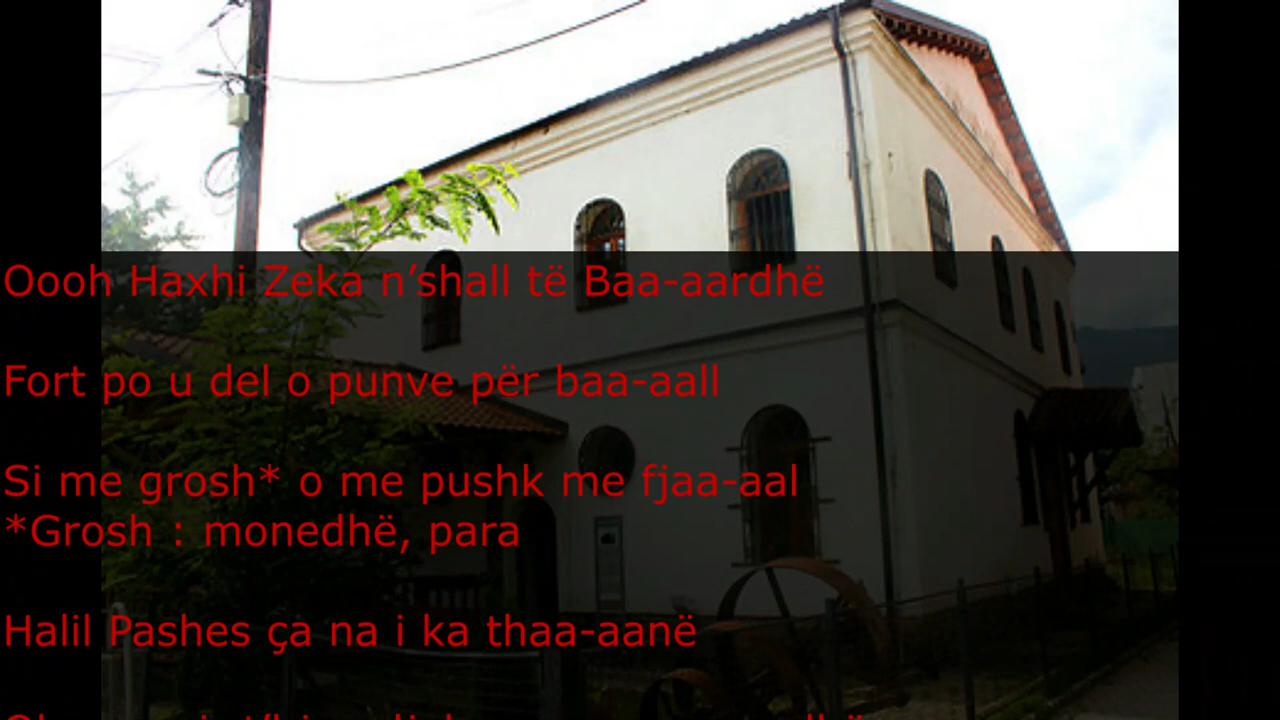 Oooh Haxhi Zeka n’shall të Baa-aardhë
Fort po u del o punve për baa-aall
Si me grosh* o me pushk me fjaa-aal
*Grosh : monedhë, para
Halil Pashes ça na i ka thaa-aanë